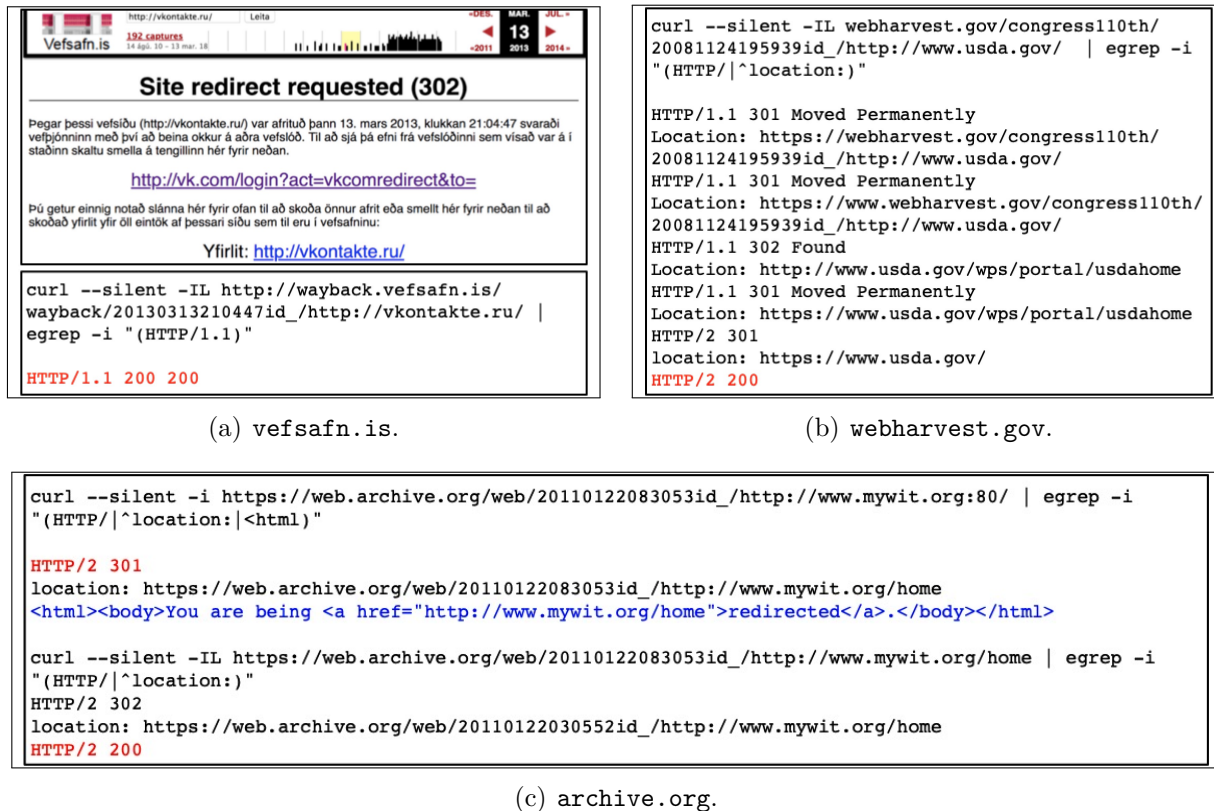 http://vkontakte.ru/ Leita
Vefsafn.is
192 captures
14 ágú. 10 - 13 mar. 18
«DES. MAR. JÚL.»
13
«2011 2013 2014»
Site redirect requested (302)
Þegar þessi vefsíðu (http://vkontakte.ru/) var afrituð þann 13. mars 2013, klukkan 21:04:47 svaraði
vefþjónninn með því að beina okkur á aðra vefslóð. Til að sjá þá efni frá vefslóðinni sem vísað var á í
staðinn skaltu smella á tengillinn hér fyrir neðan.
http://vk.com/login?act=vkcomredirect&to=
Þú getur einnig notað slánna hér fyrir ofan til að skoða önnur afrit eða smellt hér fyrir neðan til að
skoðað yfirlit yfir öll eintök af þessari síðu sem til eru í vefsafninu:
Yfirlit: http://vkontakte.ru/
curl --silent -IL http://wayback.vefsafn.is/
wayback/20130313210447id_/http://vkontakte.ru/ |
egrep -i "(HTTP/1.1)"
HTTP/1.1 200 200
(a) vefsafn.is.
curl --silent -IL webharvest.gov/congress110th/
20081124195939id_/http://www.usda.gov/ | egrep -i
"(HTTP/|^location:)"
HTTP/1.1 301 Moved Permanently
Location: https://webharvest.gov/congress110th/
20081124195939id_/http://www.usda.gov/
HTTP/1.1 301 Moved Permanently
Location: https://www.webharvest.gov/congress110th/
20081124195939id_/http://www.usda.gov/
HTTP/1.1 302 Found
Location: http://www.usda.gov/wps/portal/usdahome
HTTP/1.1 301 Moved Permanently
Location: https://www.usda.gov/wps/portal/usdahome
HTTP/2 301
location: https://www.usda.gov/
HTTP/2 200
(b) webharvest.gov.
curl --silent -i https://web.archive.org/web/20110122083053id_/http://www.mywit.org:80/ | egrep -i
"(HTTP/|^location:|<html)"
HTTP/2 301
location: https://web.archive.org/web/20110122083053id_/http://www.mywit.org/home
<html><body>You are being <a href="http://www.mywit.org/home">redirected</a>.</body></html>
curl --silent -IL https://web.archive.org/web/20110122083053id_/http://www.mywit.org/home | egrep -i
"(HTTP/|^location:)"
HTTP/2 302
location: https://web.archive.org/web/20110122030552id_/http://www.mywit.org/home
HTTP/2 200
(c) archive.org.